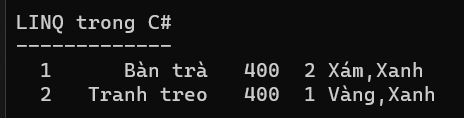 LINQ trong C#
-------------
1 Bàn trà 400 2 Xám,Xanh
2 Tranh treo 400 1 Vàng,Xanh